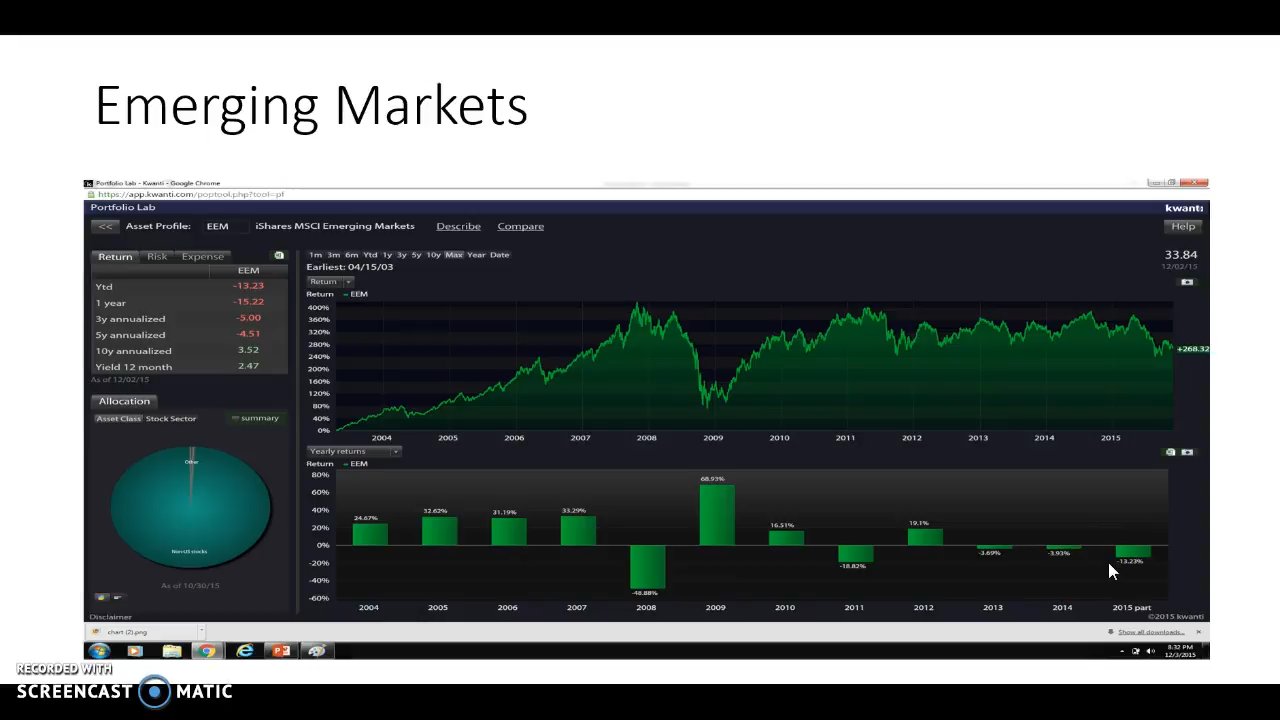 Emerging Markets
Portfolio Lab - Kwanti - Google Chrome
https://app.kwanti.com/poptool.php?tool=pf
Portfolio Lab
kwanti
<< Asset Profile: EEM iShares MSCI Emerging Markets Describe Compare Help
Return Risk Expense
EEM
Ytd -13.23
1 year -15.22
3y annualized -5.00
5y annualized -4.51
10y annualized 3.52
Yield 12 month 2.47
As of 12/02/15
Allocation
Asset Class Stock Sector summary
Other
Non-US stocks
As of 10/30/15
Disclaimer
1m 3m 6m Ytd 1y 3y 5y 10y Max Year Date
Earliest: 04/15/03
33.84
12/02/15
Return
Return EEM
400%
360%
320%
280%
240%
200%
160%
120%
80%
40%
0%
+268.32
2004 2005 2006 2007 2008 2009 2010 2011 2012 2013 2014 2015
Yearly returns
Return EEM
80%
60%
40%
20%
0%
-20%
-40%
-60%
24.67% 32.62% 31.19% 33.29% -48.88% 68.93% 16.51% -18.82% 19.1% -3.69% -3.93% -13.23%
2004 2005 2006 2007 2008 2009 2010 2011 2012 2013 2014 2015 part
©2015 kwanti
chart (2).png
Show all downloads...
8:32 PM
12/3/2015
RECORDED WITH
SCREENCAST MATIC